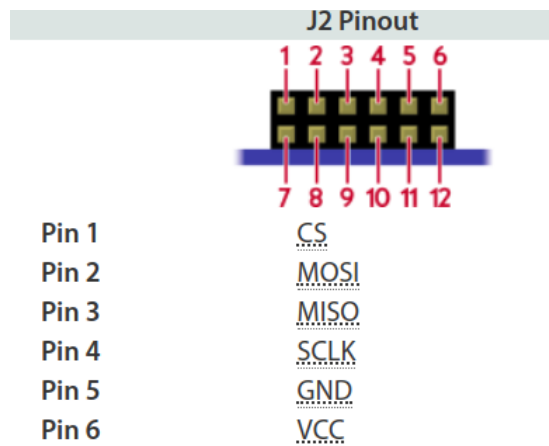 J2 Pinout
1 2 3 4 5 6
7 8 9 10 11 12
Pin 1 CS
Pin 2 MOSI
Pin 3 MISO
Pin 4 SCLK
Pin 5 GND
Pin 6 VCC